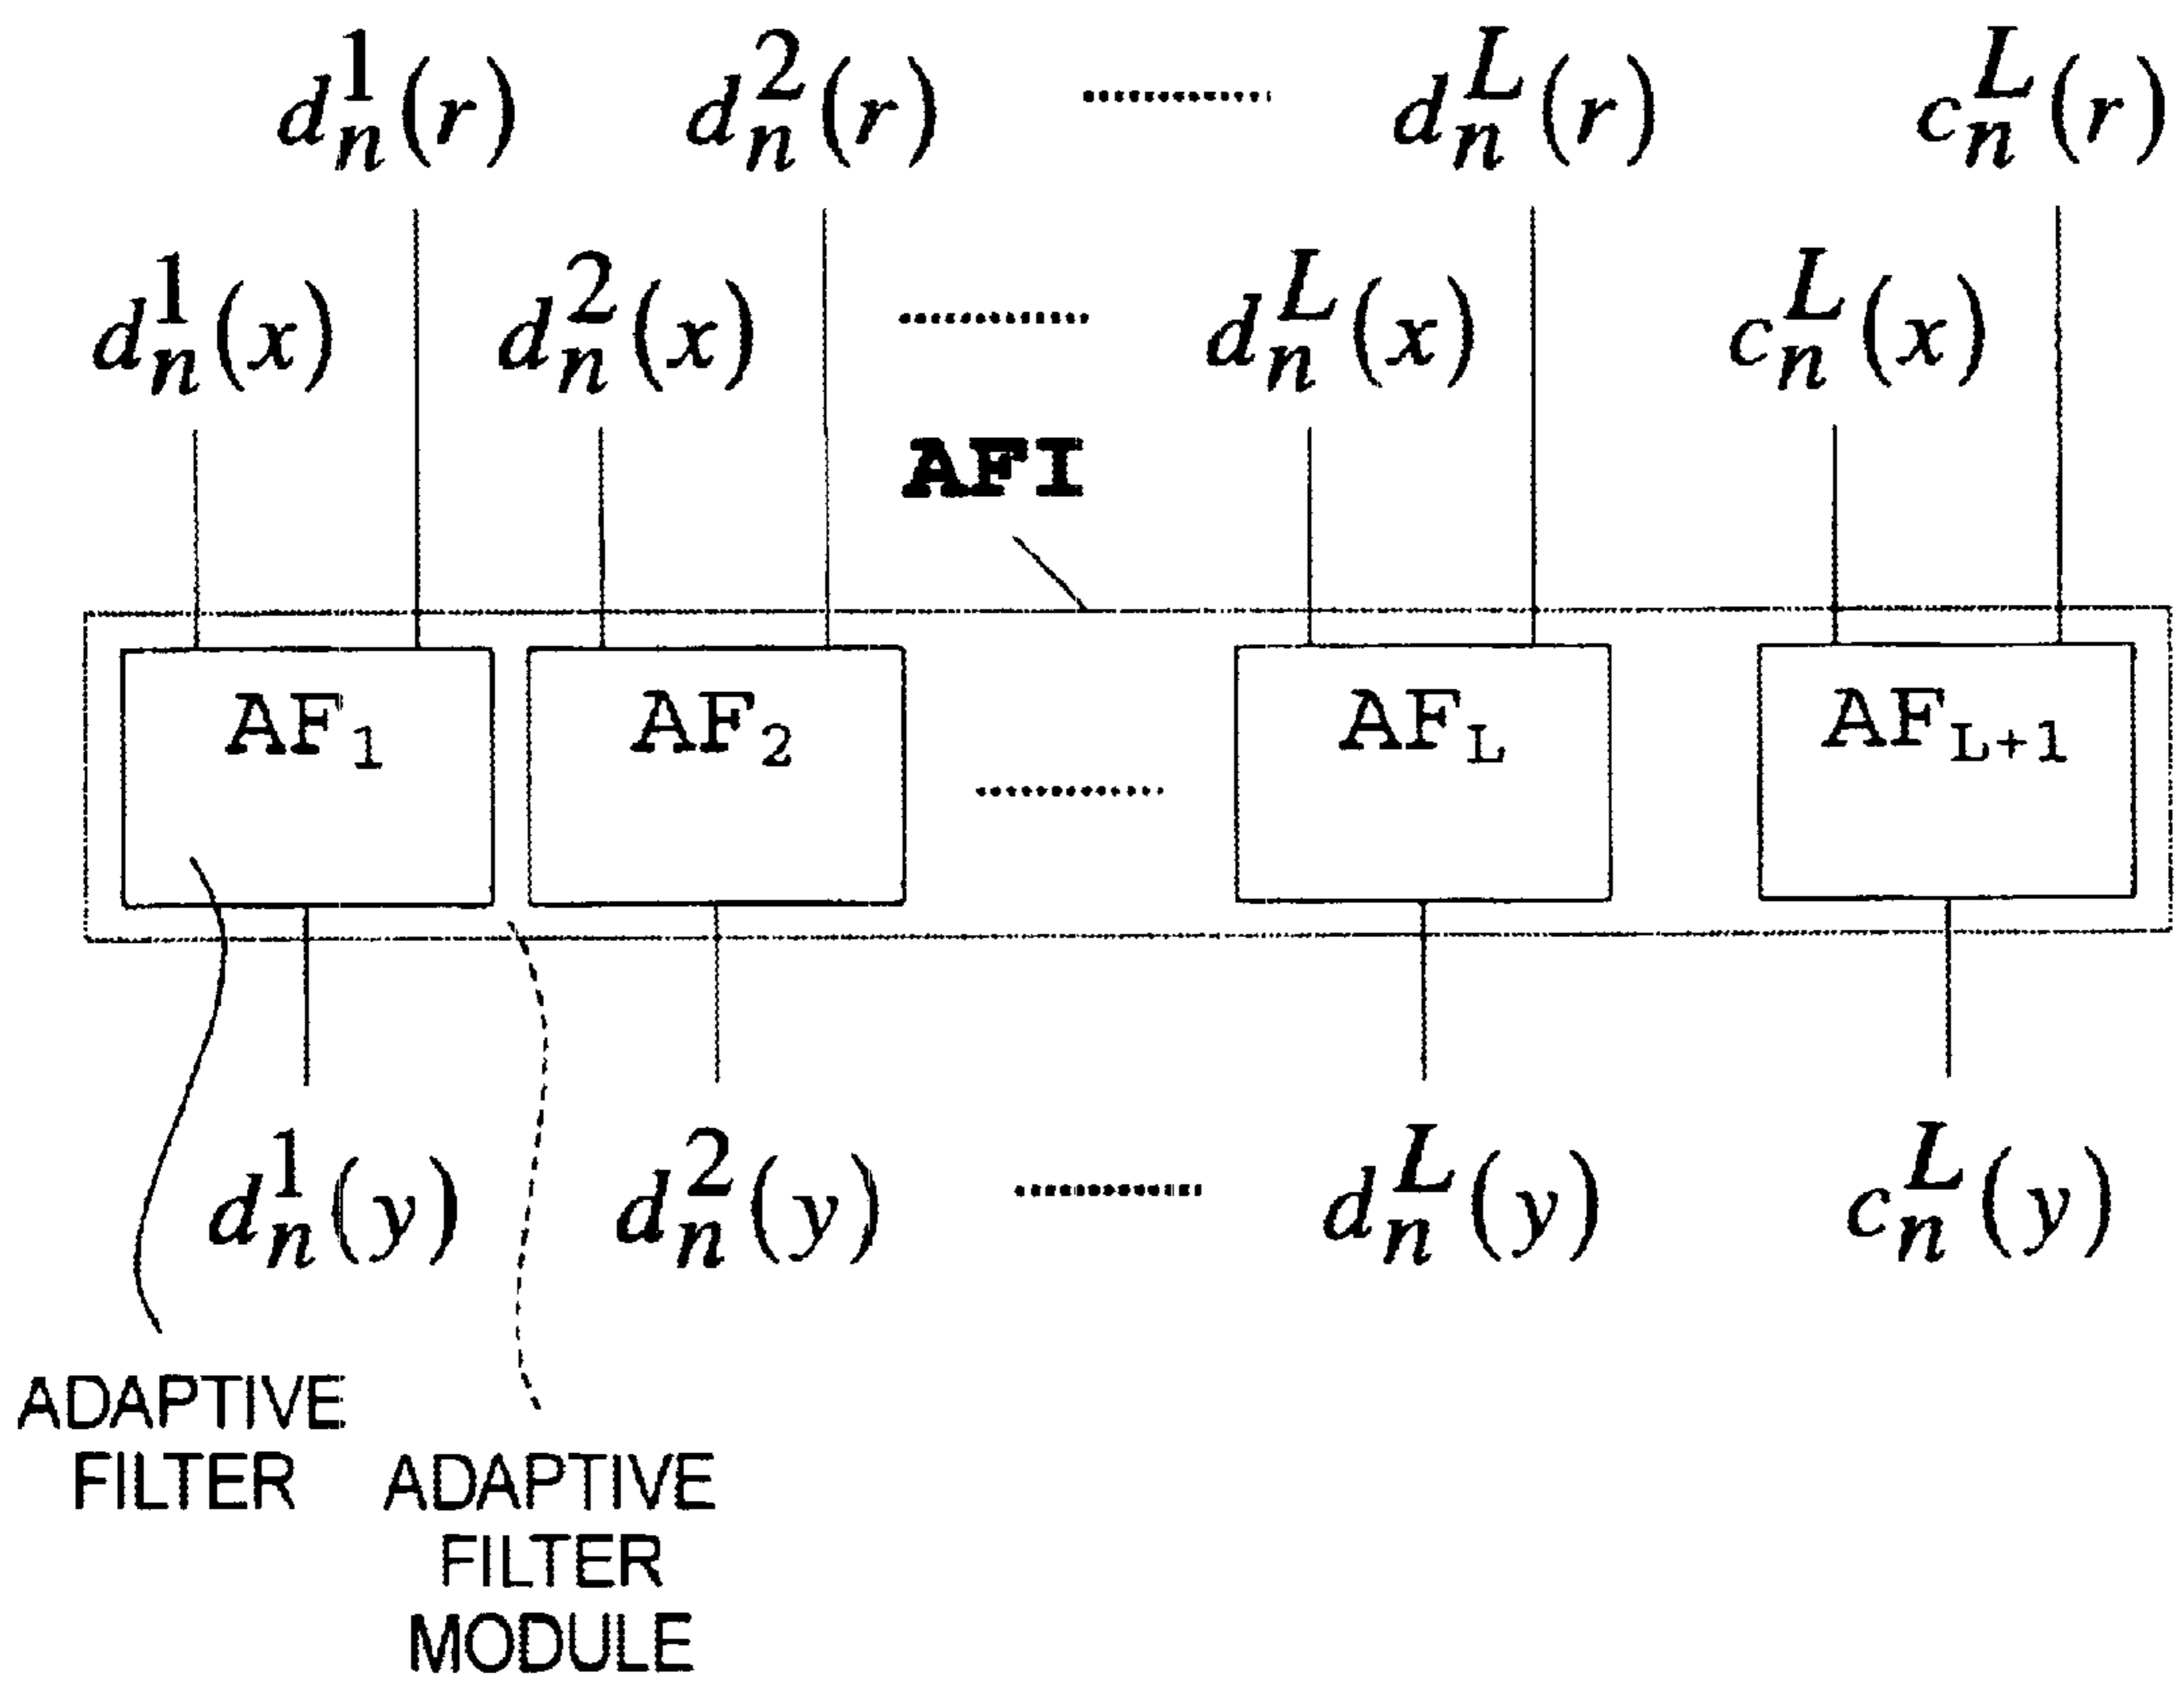 d_n^1(r) d_n^2(r) ............ d_n^L(r) c_n^L(r)
d_n^1(x) d_n^2(x) ............ d_n^L(x) c_n^L(x)
AFI
AF_1 AF_2 ............ AF_L AF_{L+1}
d_n^1(y) d_n^2(y) ............ d_n^L(y) c_n^L(y)
ADAPTIVE
FILTER
ADAPTIVE
FILTER
MODULE